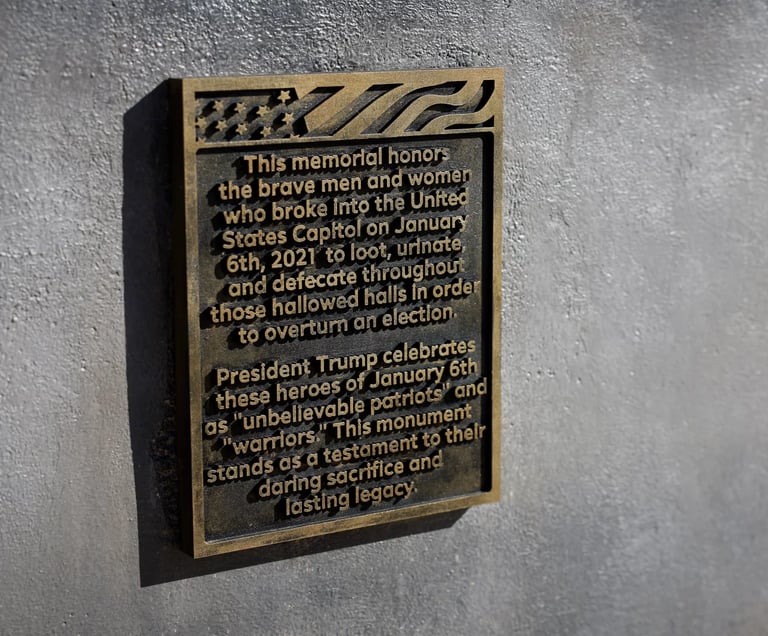 This memorial honors
the brave men and women
who broke into the United
States Capitol on January
6th, 2021 to loot, urinate,
and defecate throughout
those hallowed halls in order
to overturn an election.
President Trump celebrates
these heroes of January 6th
as "unbelievable patriots" and
"warriors." This monument
stands as a testament to their
daring sacrifice and
lasting legacy.